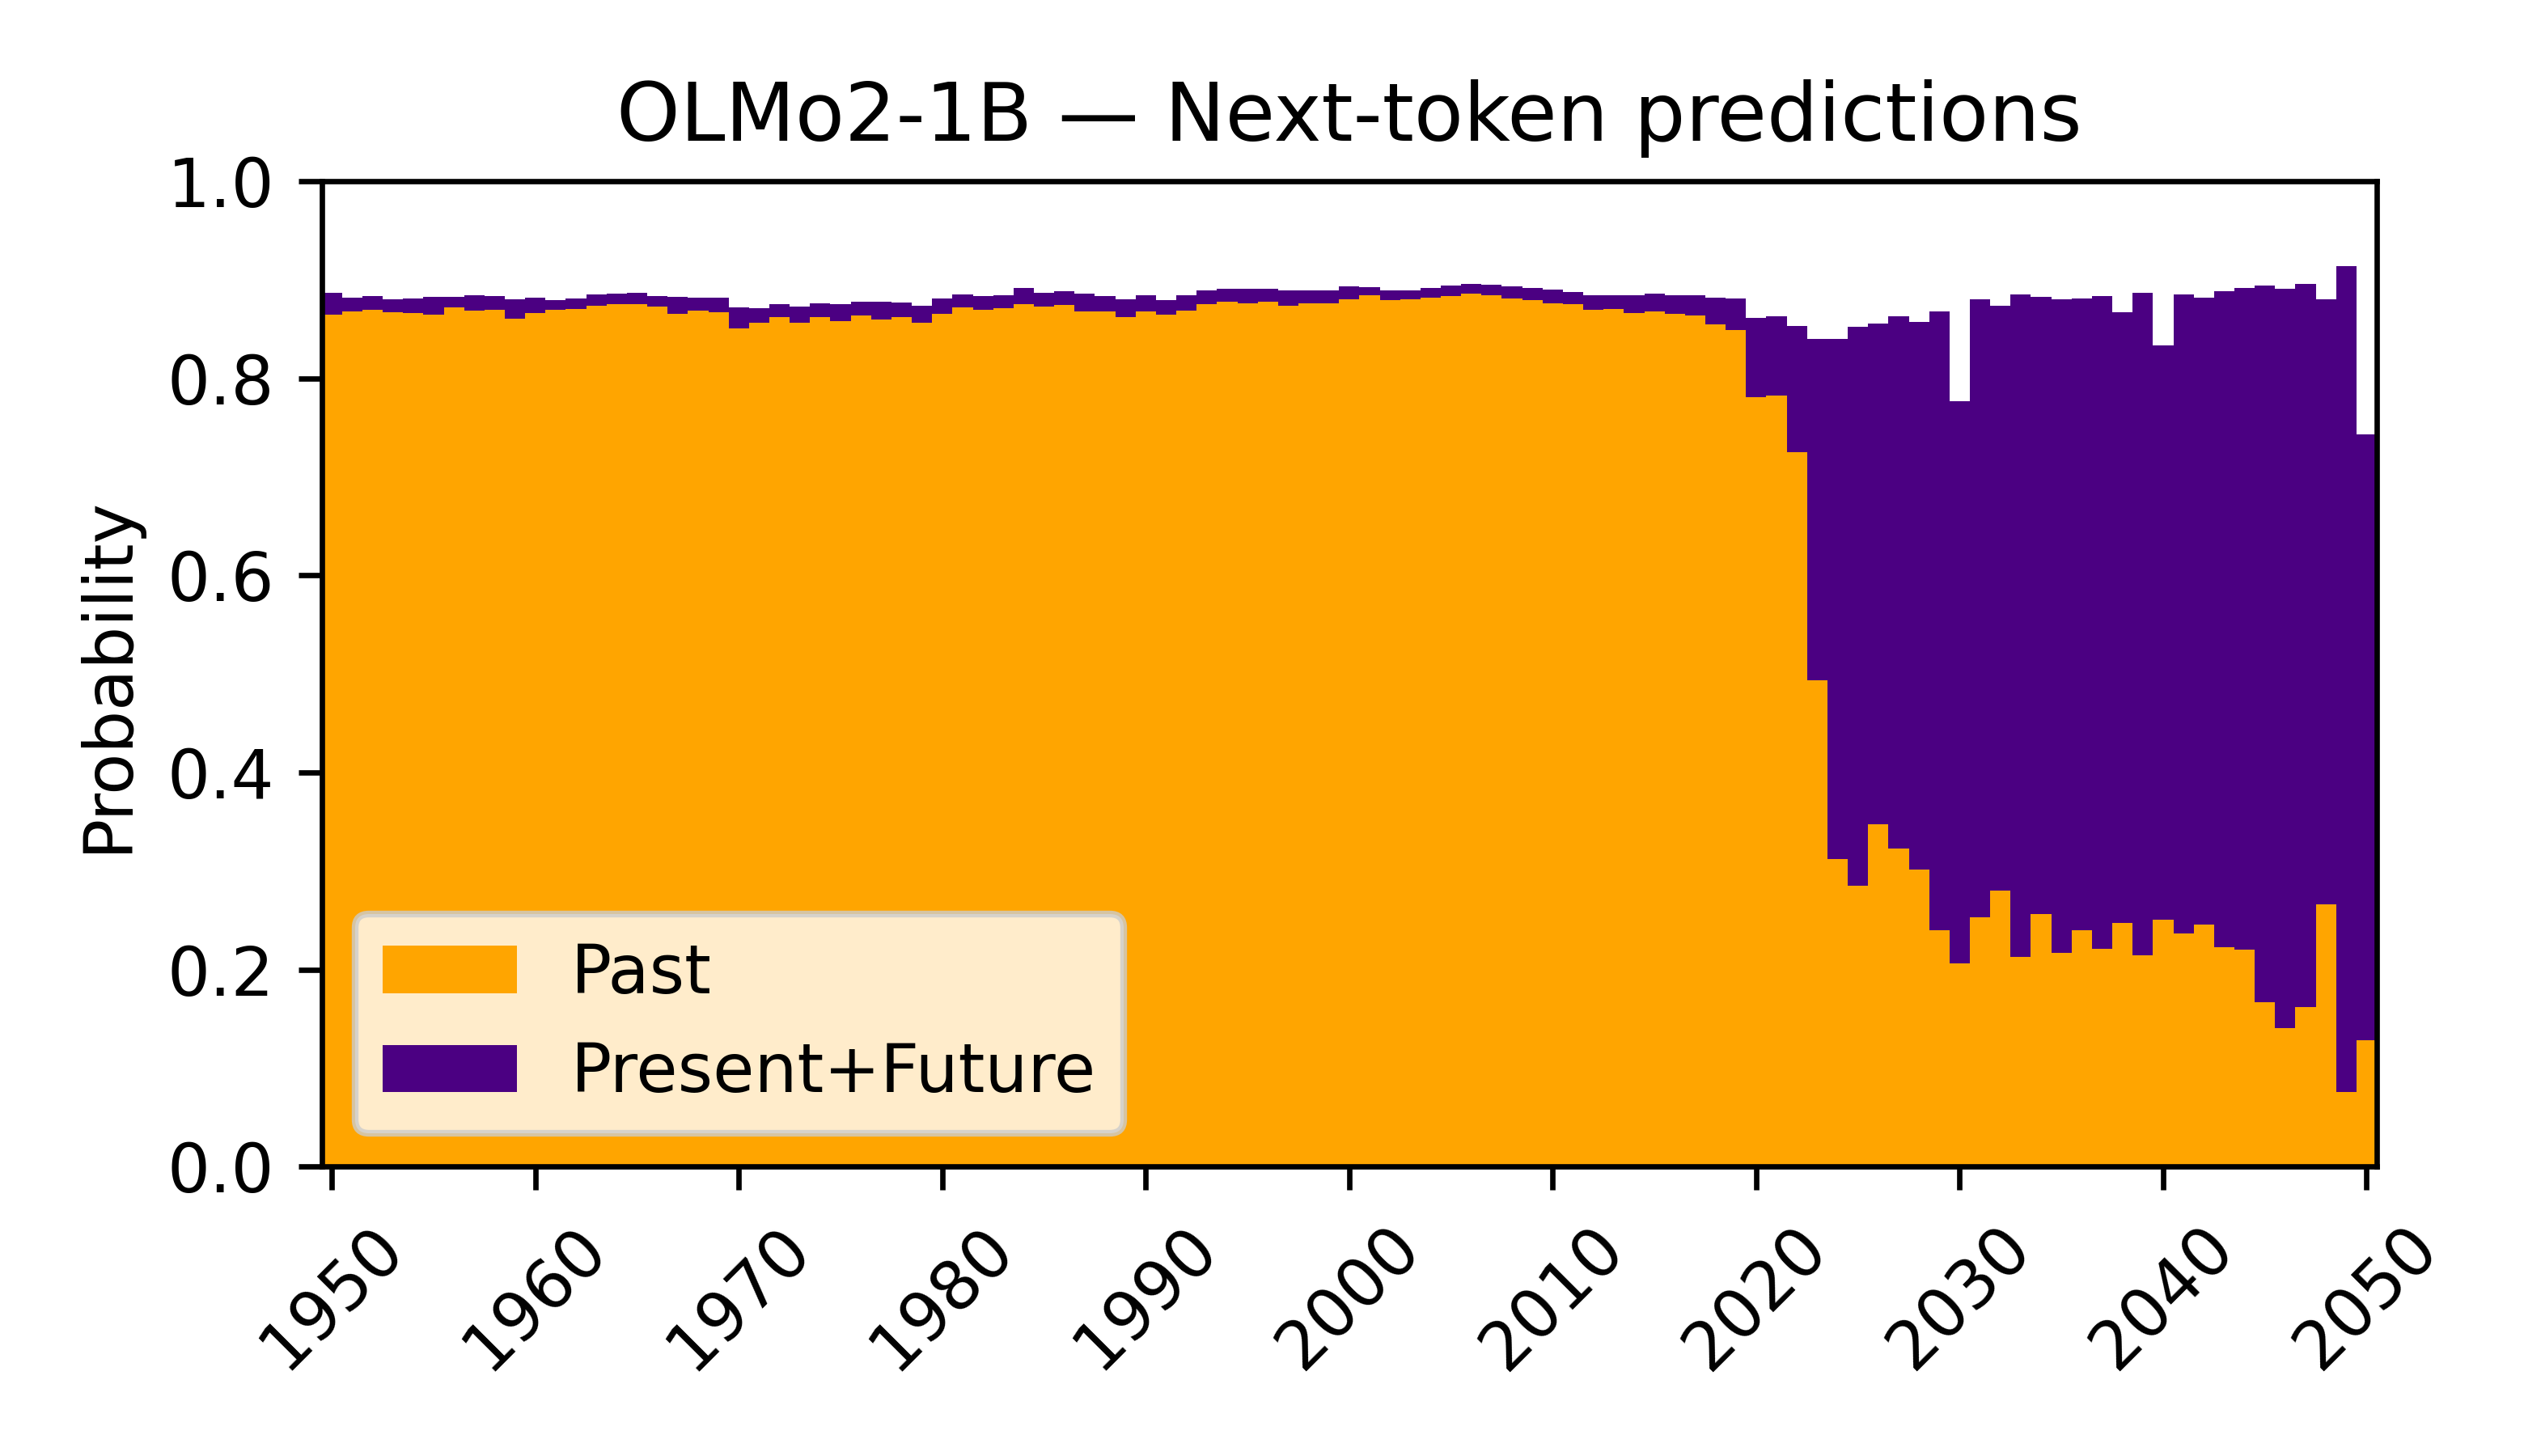 OLMo2-1B — Next-token predictions
Probability
1.0
0.8
0.6
0.4
0.2
0.0
Past
Present+Future
1950 1960 1970 1980 1990 2000 2010 2020 2030 2040 2050